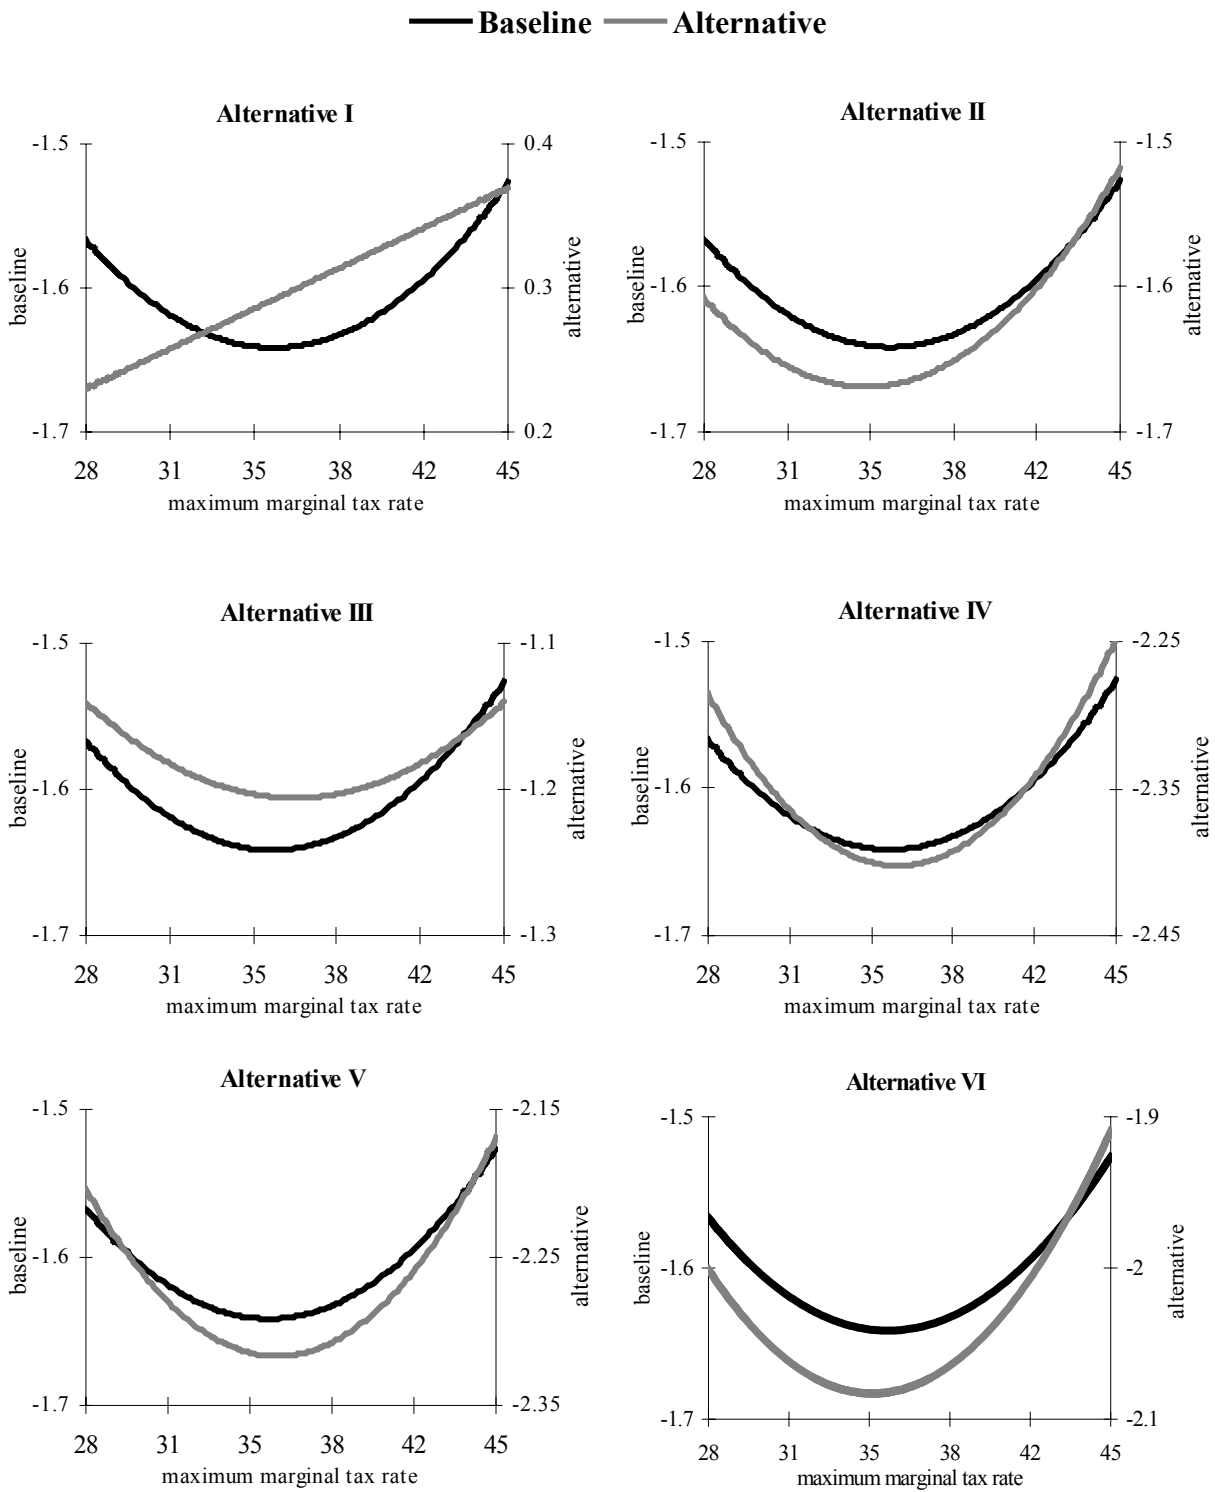 Baseline Alternative
Alternative I
-1.5 0.4
-1.6 0.3
-1.7 0.2
baseline
alternative
28 31 35 38 42 45
maximum marginal tax rate
Alternative II
-1.5 -1.5
-1.6 -1.6
-1.7 -1.7
baseline
alternative
28 31 35 38 42 45
maximum marginal tax rate
Alternative III
-1.5 -1.1
-1.6 -1.2
-1.7 -1.3
baseline
alternative
28 31 35 38 42 45
maximum marginal tax rate
Alternative IV
-1.5 -2.25
-1.6 -2.35
-1.7 -2.45
baseline
alternative
28 31 35 38 42 45
maximum marginal tax rate
Alternative V
-1.5 -2.15
-1.6 -2.25
-1.7 -2.35
baseline
alternative
28 31 35 38 42 45
maximum marginal tax rate
Alternative VI
-1.5 -1.9
-1.6 -2
-1.7 -2.1
baseline
alternative
28 31 35 38 42 45
maximum marginal tax rate